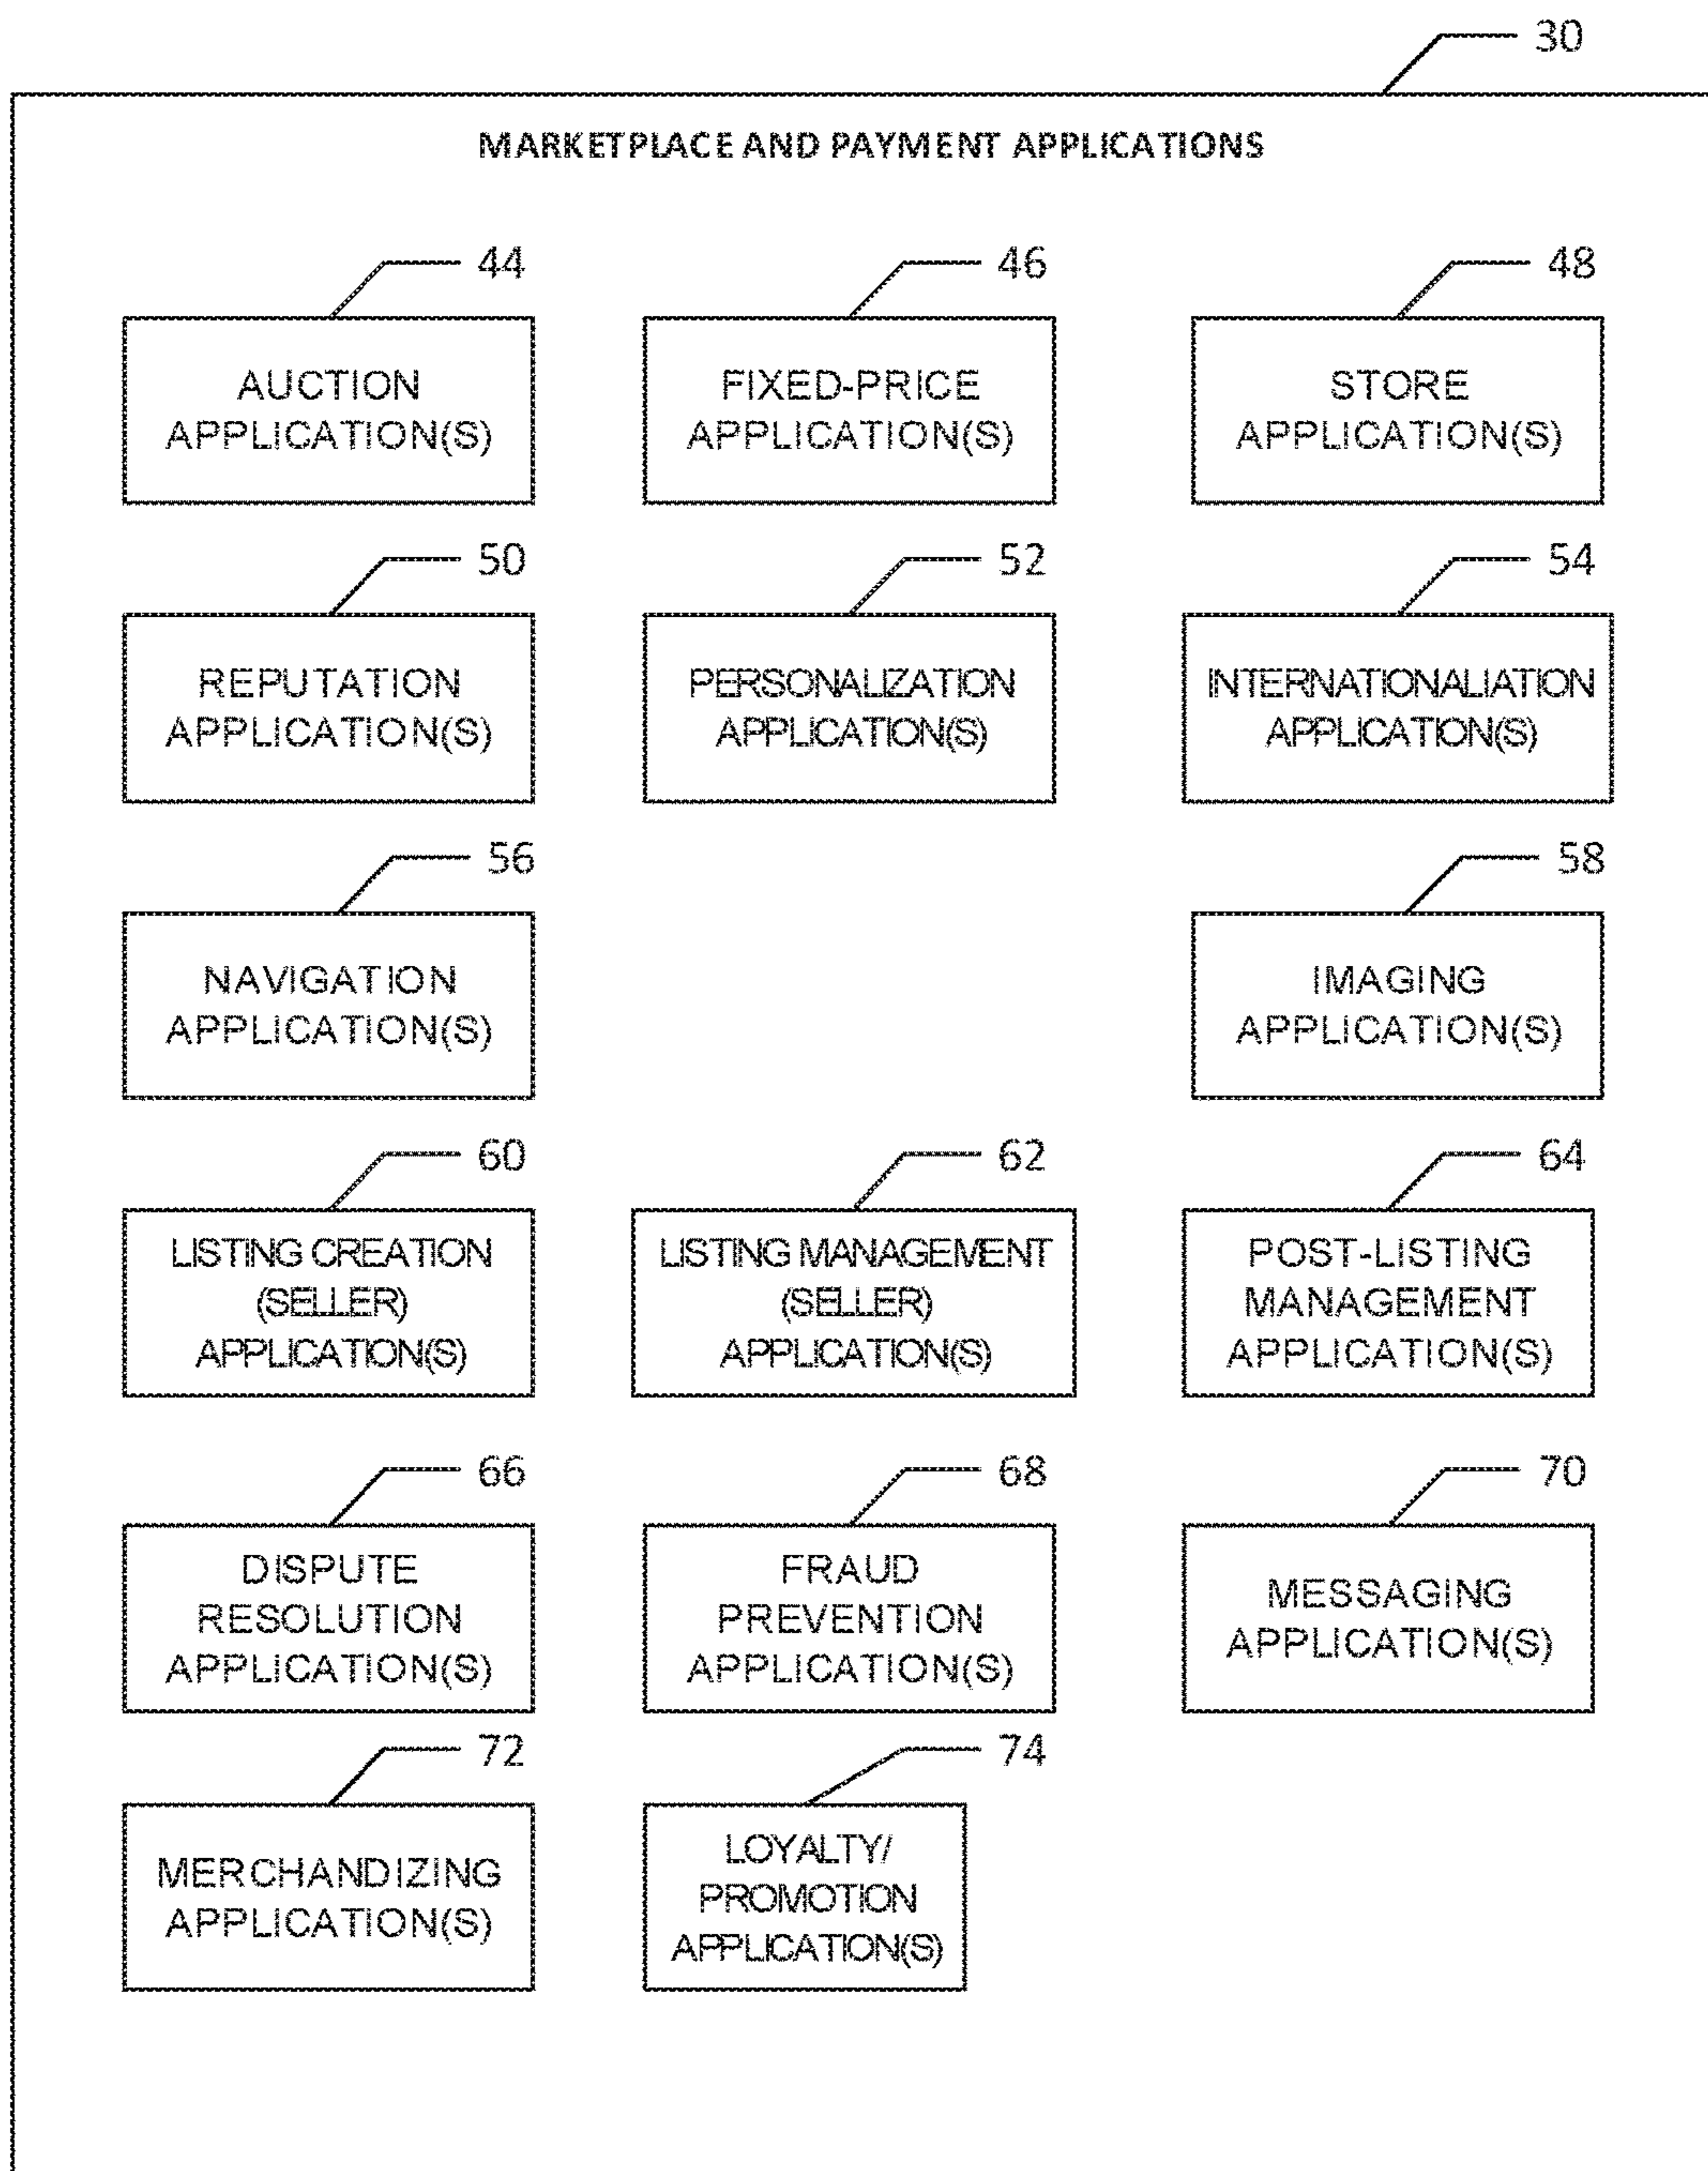 30
MARKETPLACE AND PAYMENT APPLICATIONS
44
AUCTION
APPLICATION(S)
46
FIXED-PRICE
APPLICATION(S)
48
STORE
APPLICATION(S)
50
REPUTATION
APPLICATION(S)
52
PERSONALIZATION
APPLICATION(S)
54
INTERNATIONALIATION
APPLICATION(S)
56
NAVIGATION
APPLICATION(S)
58
IMAGING
APPLICATION(S)
60
LISTING CREATION
(SELLER)
APPLICATION(S)
62
LISTING MANAGEMENT
(SELLER)
APPLICATION(S)
64
POST-LISTING
MANAGEMENT
APPLICATION(S)
66
DISPUTE
RESOLUTION
APPLICATION(S)
68
FRAUD
PREVENTION
APPLICATION(S)
70
MESSAGING
APPLICATION(S)
72
MERCHANDIZING
APPLICATION(S)
74
LOYALTY/
PROMOTION
APPLICATION(S)